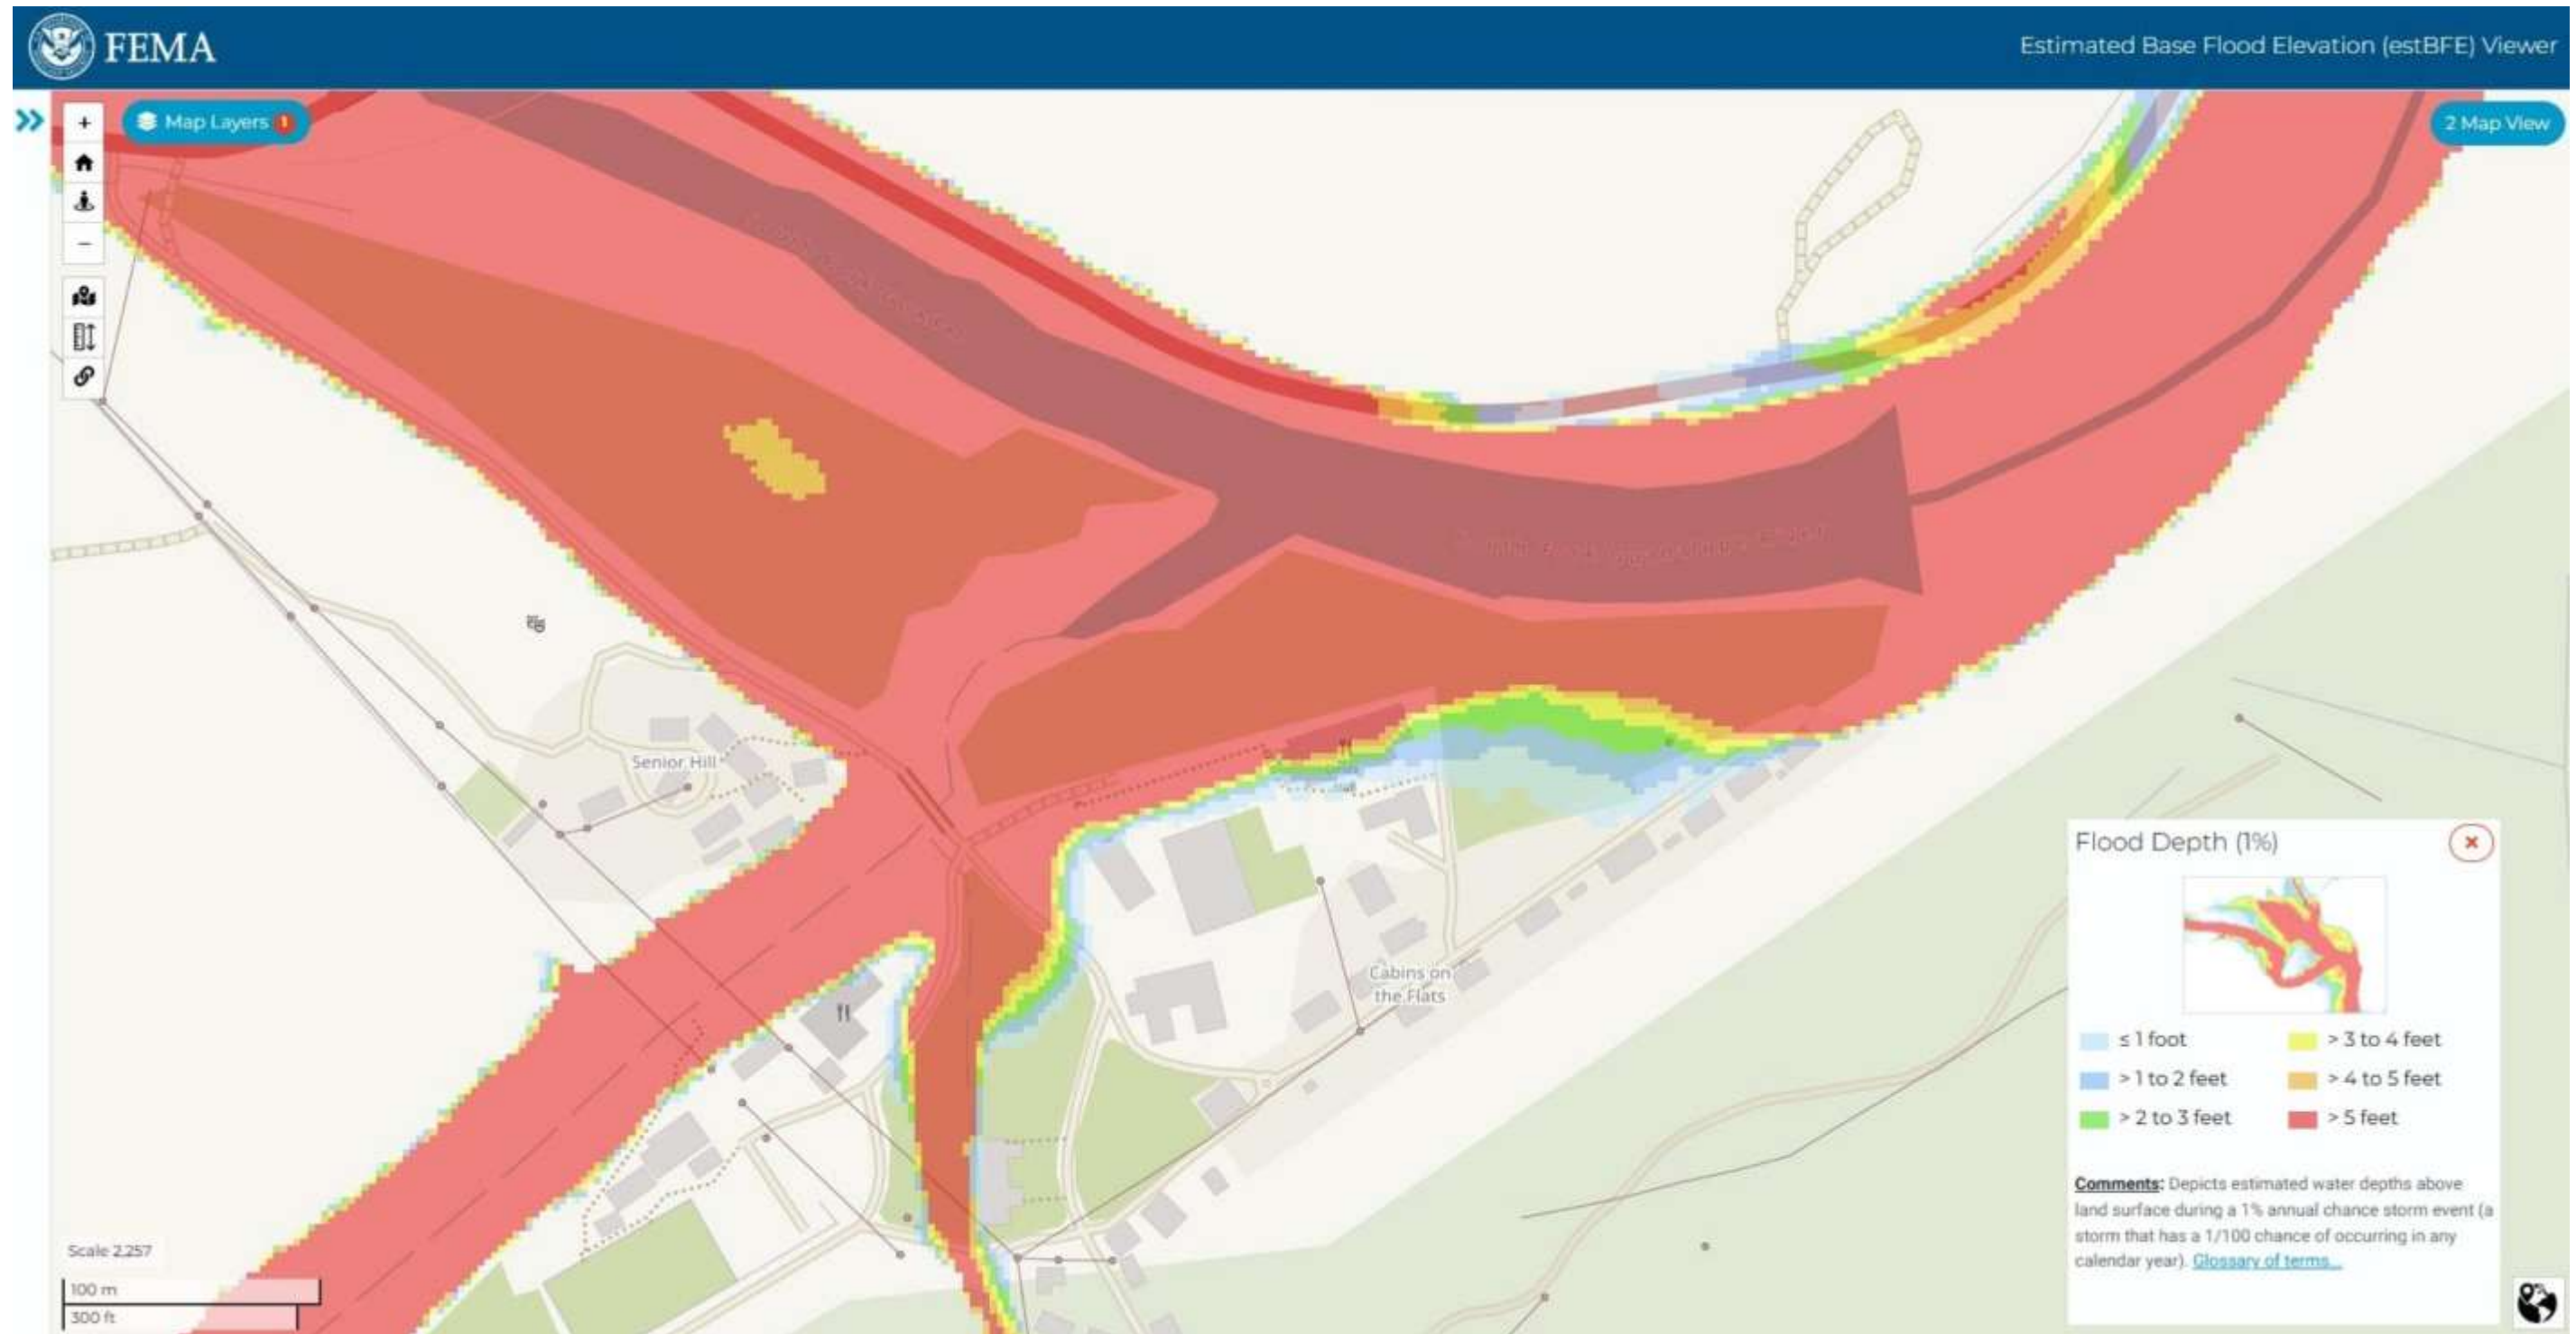 FEMA
Estimated Base Flood Elevation (estBFE) Viewer
+
Map Layers 1
2 Map View
−
Senior Hill
Cabins on
the Flats
Flood Depth (1%)
≤ 1 foot
> 3 to 4 feet
> 1 to 2 feet
> 4 to 5 feet
> 2 to 3 feet
> 5 feet
Comments: Depicts estimated water depths above
land surface during a 1% annual chance storm event (a
storm that has a 1/100 chance of occurring in any
calendar year). Glossary of terms...
Scale 2,257
100 m
300 ft